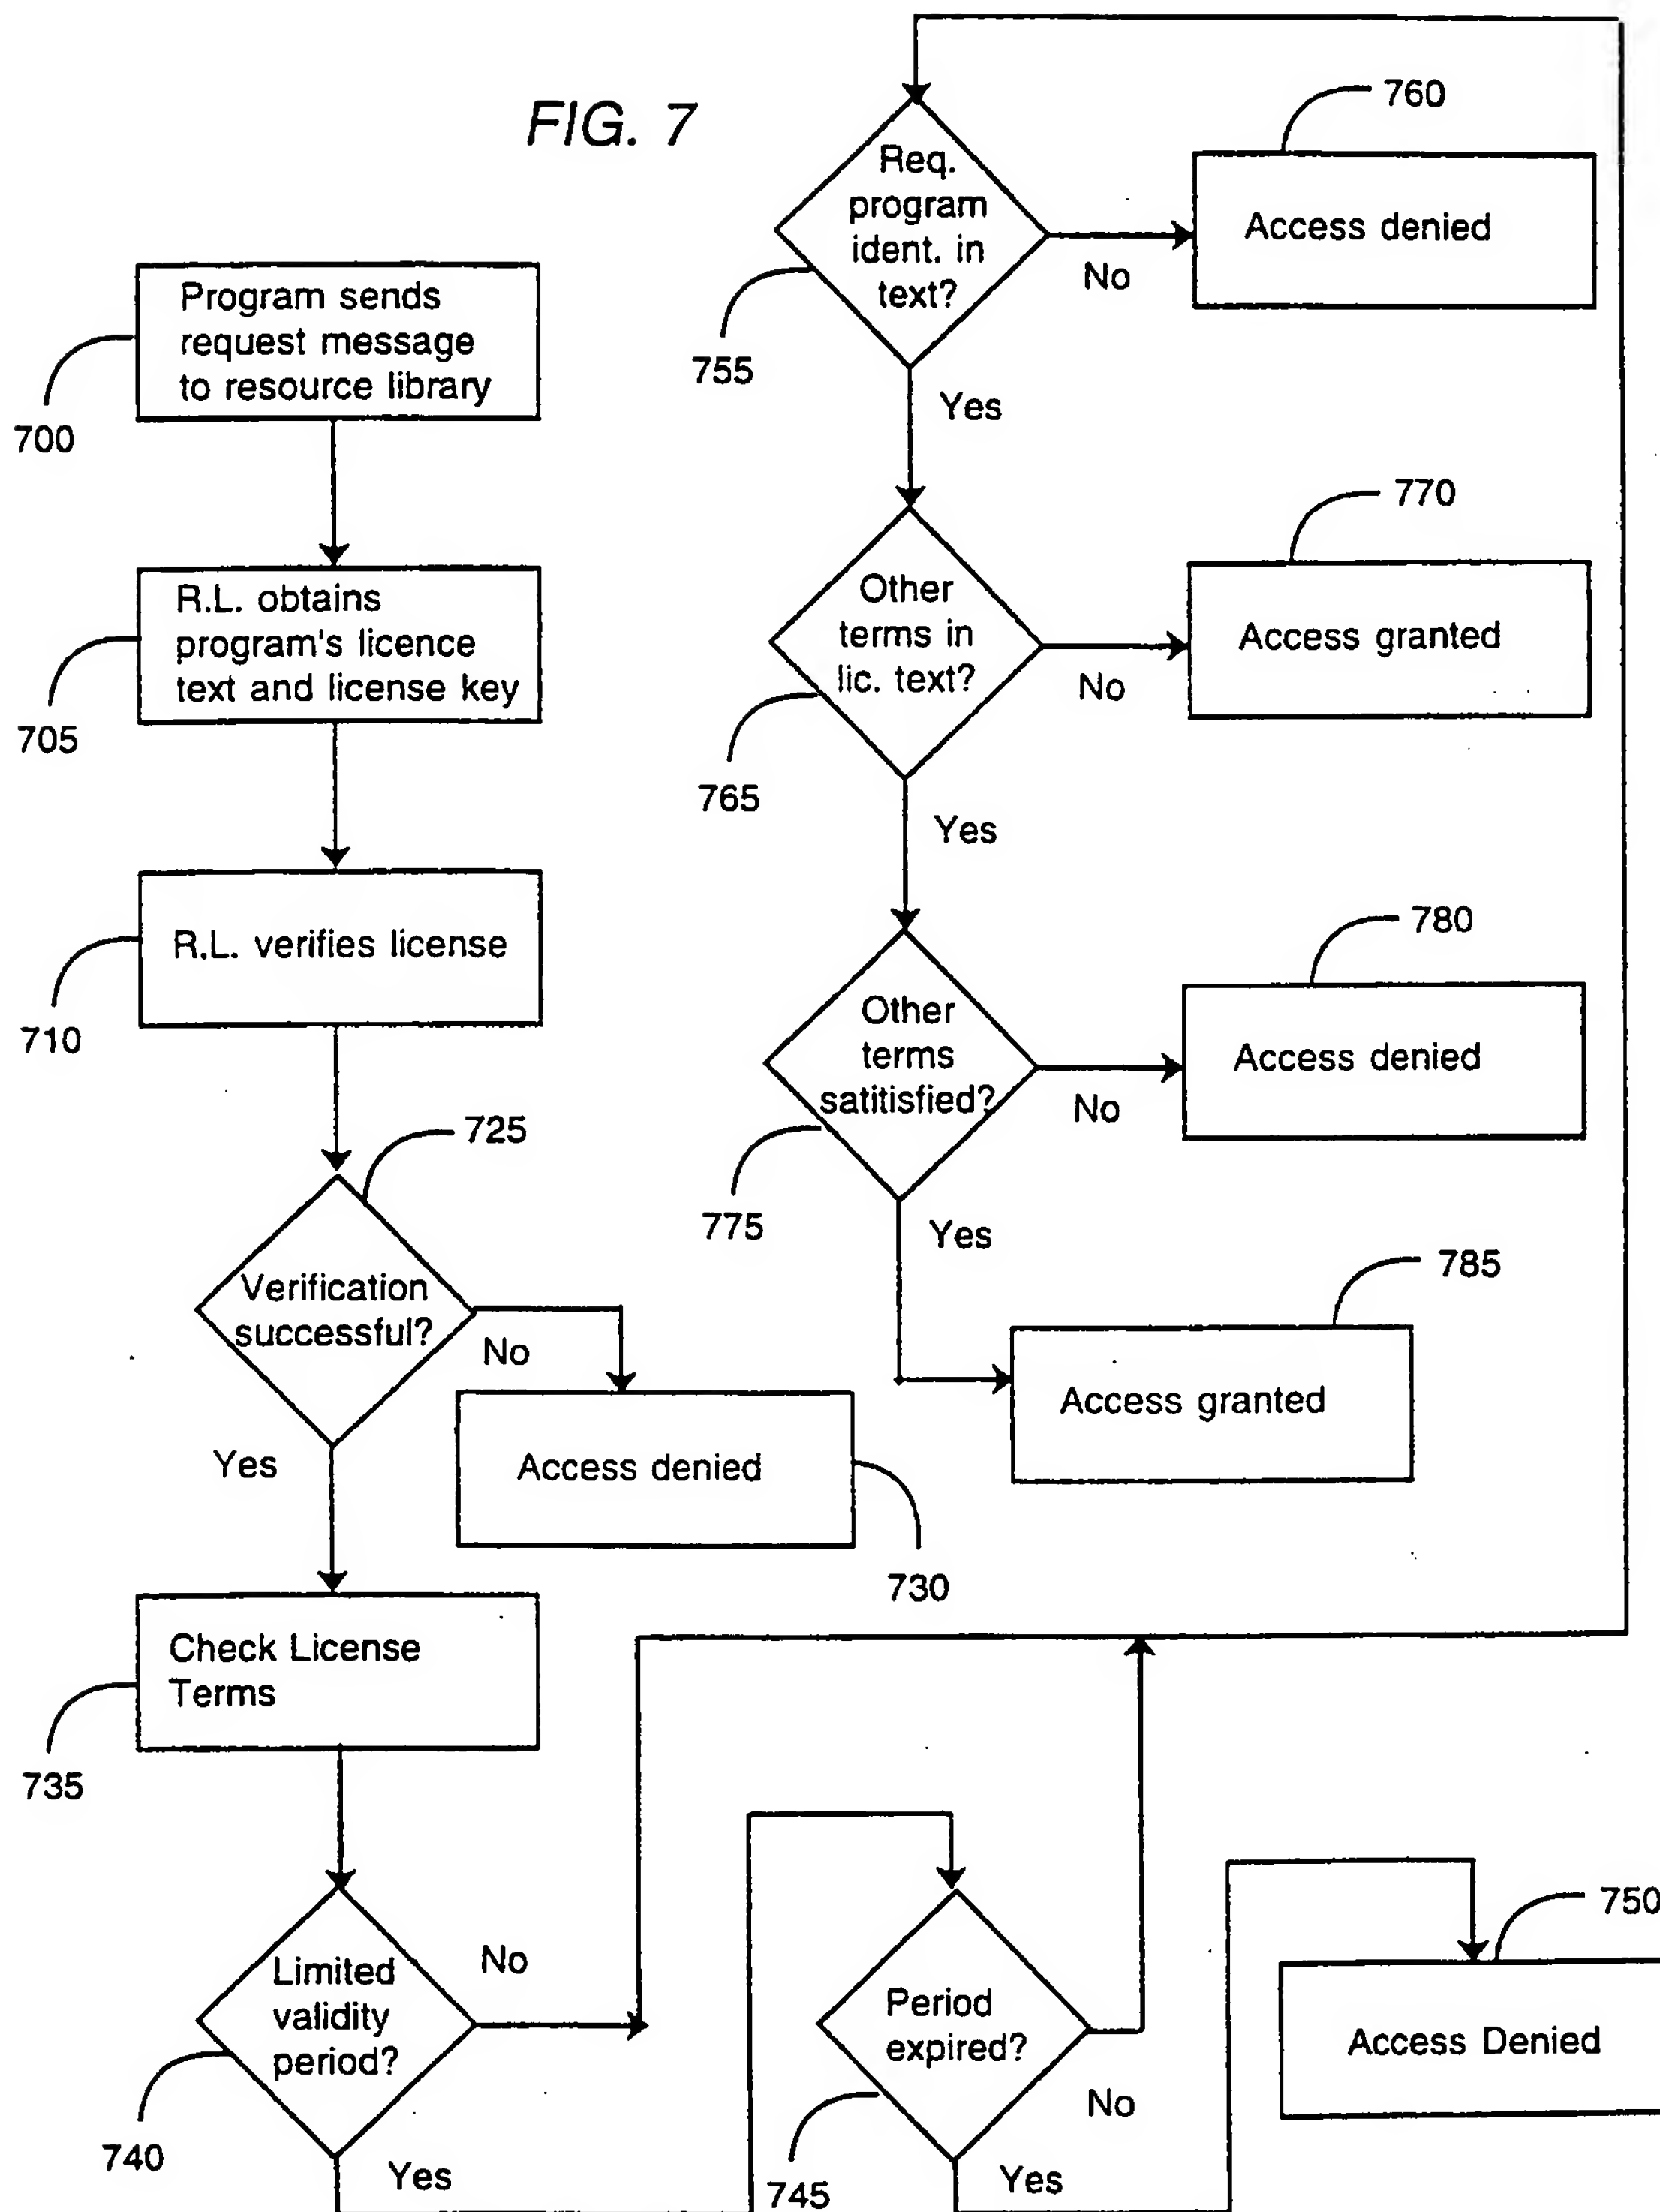 FIG. 7
Program sends
request message
to resource library
700
R.L. obtains
program's licence
text and license key
705
R.L. verifies license
710
725
Verification
successful?
No
Yes
Access denied
730
Check License
Terms
735
Limited
validity
period?
No
740
Yes
Period
expired?
No
745
Yes
750
Access Denied
Req.
program
ident. in
text?
No
755
Yes
760
Access denied
Other
terms in
lic. text?
No
765
Yes
770
Access granted
Other
terms
satitisfied?
No
775
Yes
780
Access denied
785
Access granted